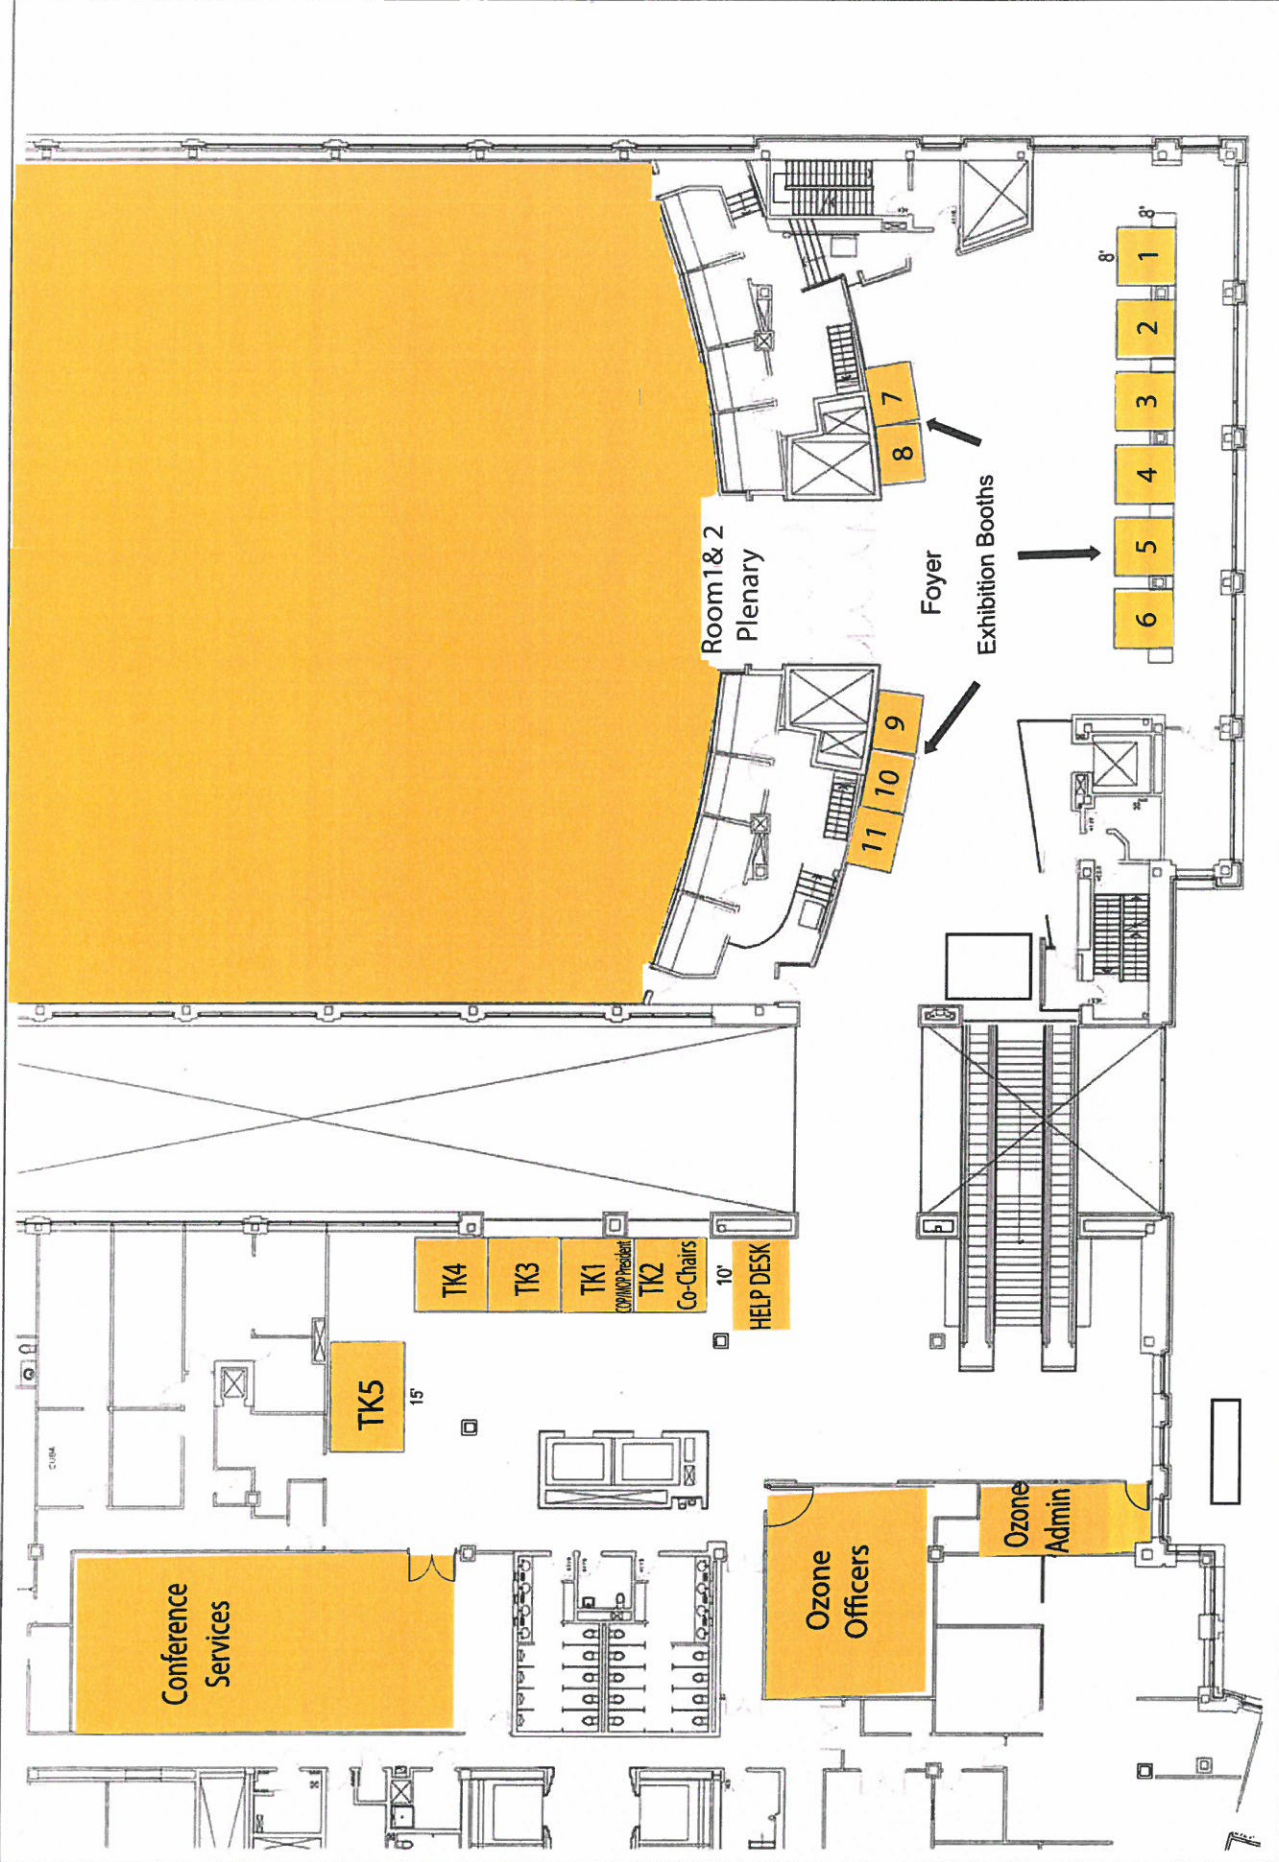 Conference
Services
CUBA
TK5
15'
TK4
TK3
TK1
COP/MOP President
TK2
Co-Chairs
10'
HELP DESK
Ozone
Officers
Ozone
Admin
Room1& 2
Plenary
Foyer
Exhibition Booths
11
10
9
8
7
6
5
4
3
2
1
8'
8'